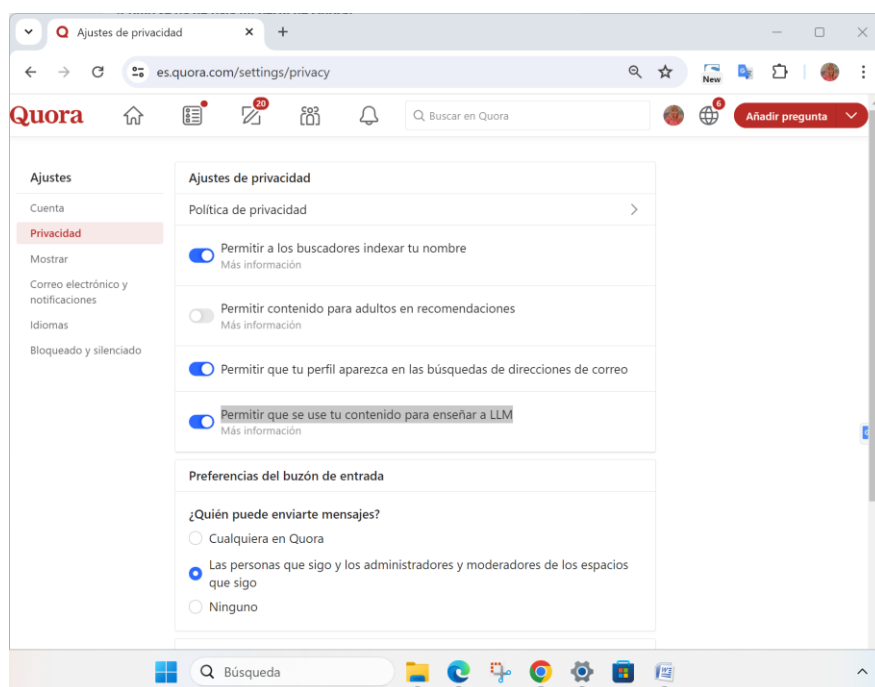 Ajustes de privacidad
es.quora.com/settings/privacy
New
Quora
20
Buscar en Quora
6
Añadir pregunta
Ajustes
Cuenta
Privacidad
Mostrar
Correo electrónico y
notificaciones
Idiomas
Bloqueado y silenciado
Ajustes de privacidad
Política de privacidad
Permitir a los buscadores indexar tu nombre
Más información
Permitir contenido para adultos en recomendaciones
Más información
Permitir que tu perfil aparezca en las búsquedas de direcciones de correo
Permitir que se use tu contenido para enseñar a LLM
Más información
Preferencias del buzón de entrada
¿Quién puede enviarte mensajes?
Cualquiera en Quora
Las personas que sigo y los administradores y moderadores de los espacios
que sigo
Ninguno
Búsqueda